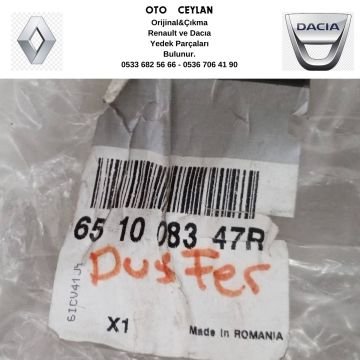 OTO CEYLAN
Orijinal&Çıkma
Renault ve Dacıa
Yedek Parçaları
Bulunur.
0533 682 56 66 - 0536 706 41 90
DACIA
65 10 083 47R
Duster
X1
Made in ROMANIA